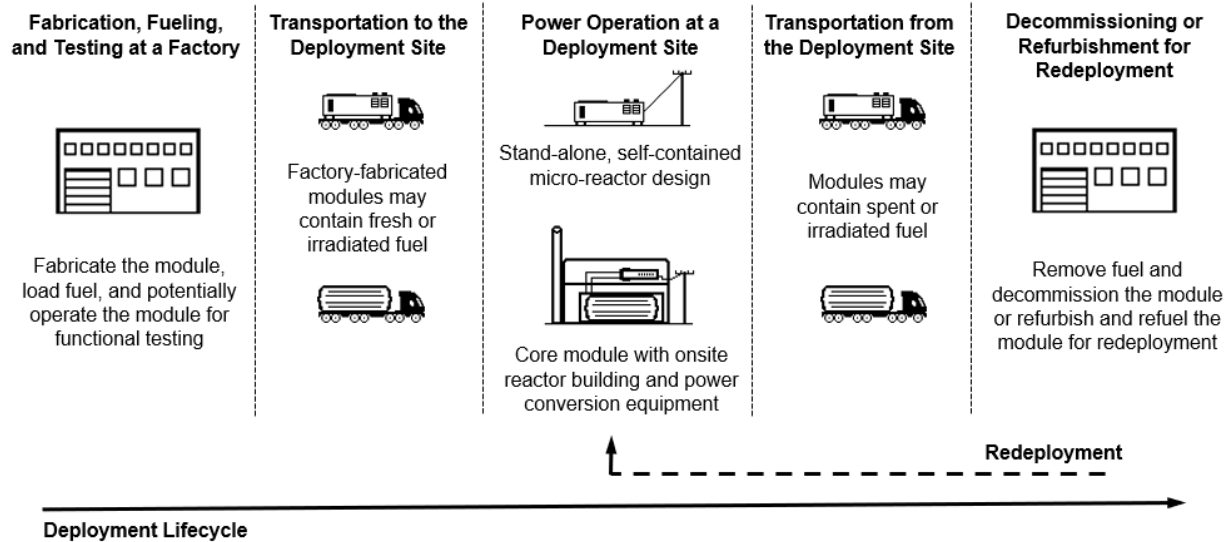 Fabrication, Fueling,
and Testing at a Factory
Fabricate the module,
load fuel, and potentially
operate the module for
functional testing
Transportation to the
Deployment Site
Factory-fabricated
modules may
contain fresh or
irradiated fuel
Power Operation at a
Deployment Site
Stand-alone, self-contained
micro-reactor design
Core module with onsite
reactor building and power
conversion equipment
Transportation from
the Deployment Site
Modules may
contain spent or
irradiated fuel
Decommissioning or
Refurbishment for
Redeployment
Remove fuel and
decommission the module
or refurbish and refuel the
module for redeployment
Redeployment
Deployment Lifecycle